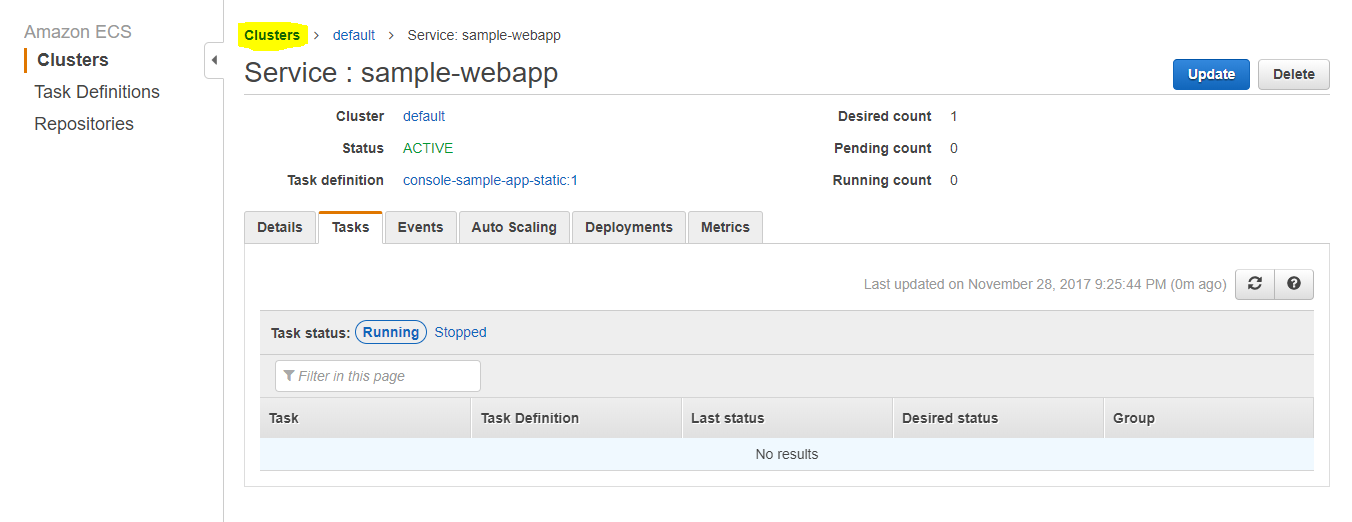 Amazon ECS
Clusters
Task Definitions
Repositories
Clusters > default > Service: sample-webapp
Service : sample-webapp
Update Delete
Cluster default Desired count 1
Status ACTIVE Pending count 0
Task definition console-sample-app-static:1 Running count 0
Details Tasks Events Auto Scaling Deployments Metrics
Last updated on November 28, 2017 9:25:44 PM (0m ago)
Task status: Running Stopped
Filter in this page
Task Task Definition Last status Desired status Group
No results